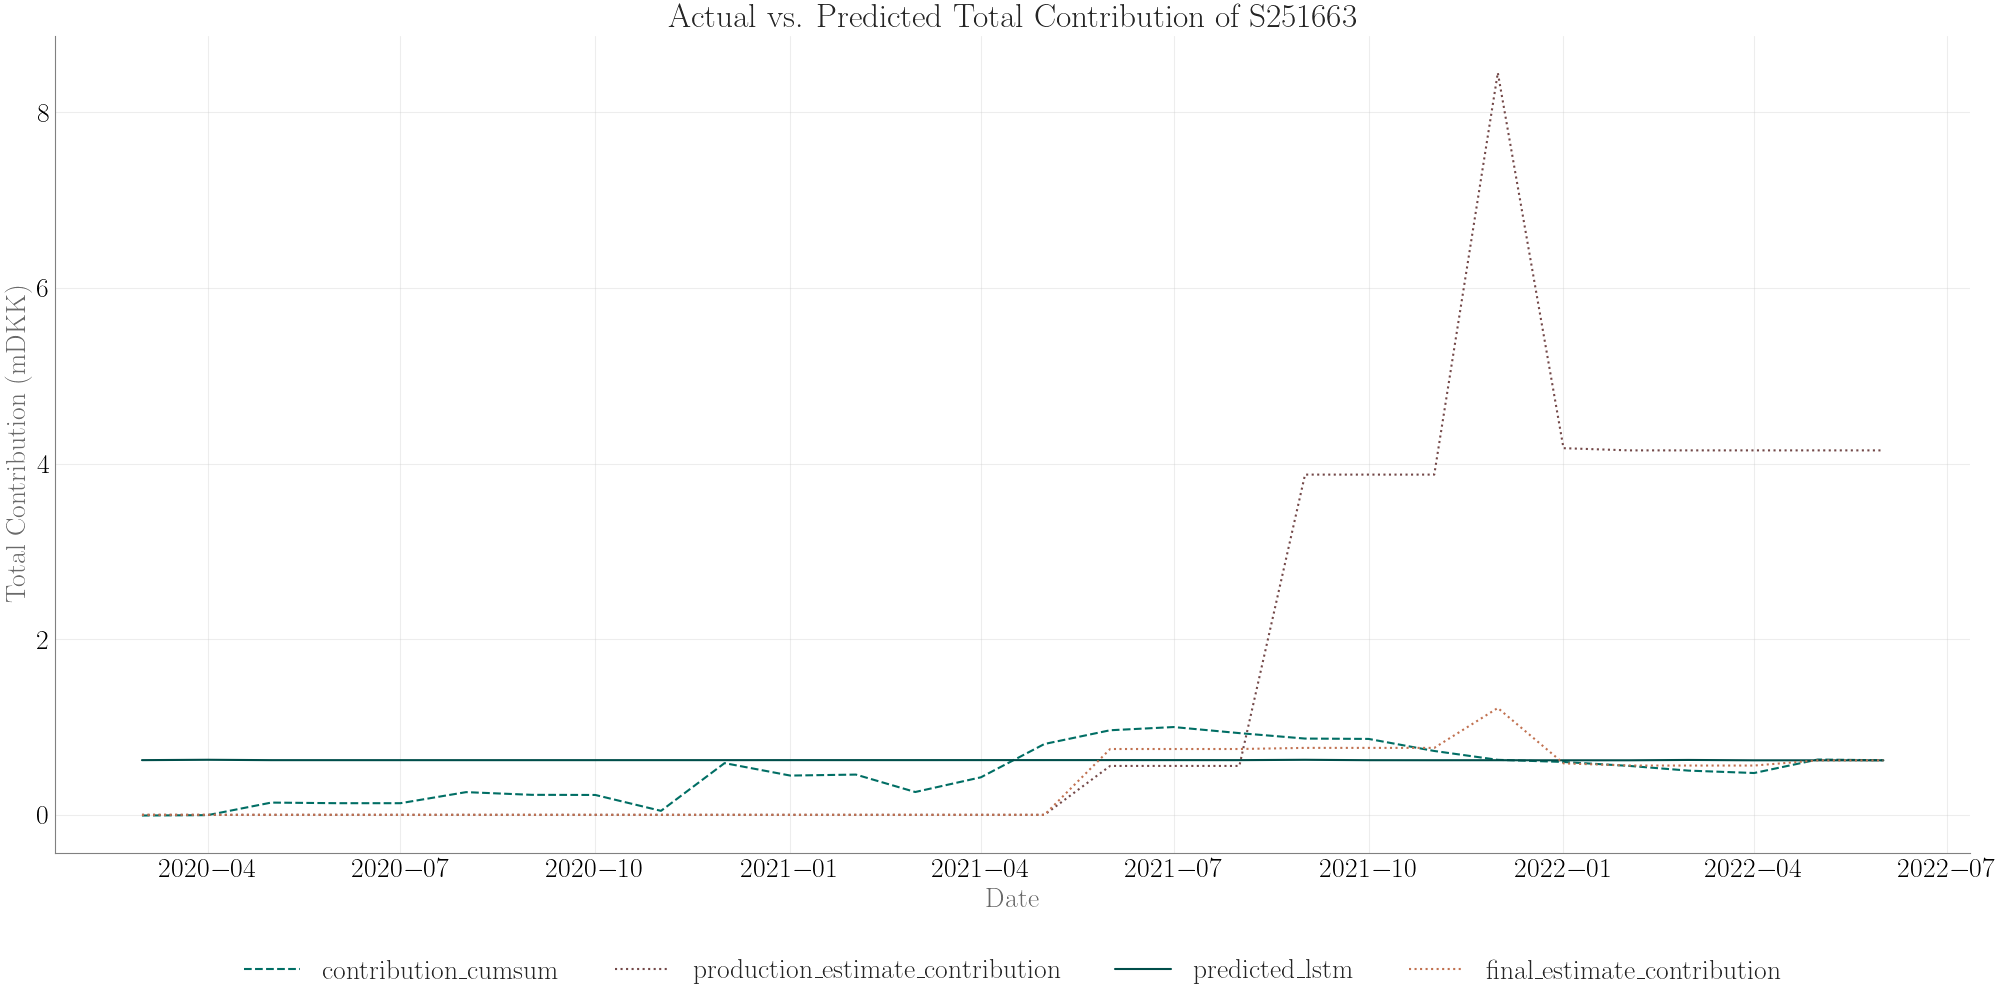 Actual vs. Predicted Total Contribution of S251663
Total Contribution (mDKK)
8
6
4
2
0
2020–04 2020–07 2020–10 2021–01 2021–04 2021–07 2021–10 2022–01 2022–04 2022–07
Date
contribution_cumsum production_estimate_contribution predicted_lstm final_estimate_contribution